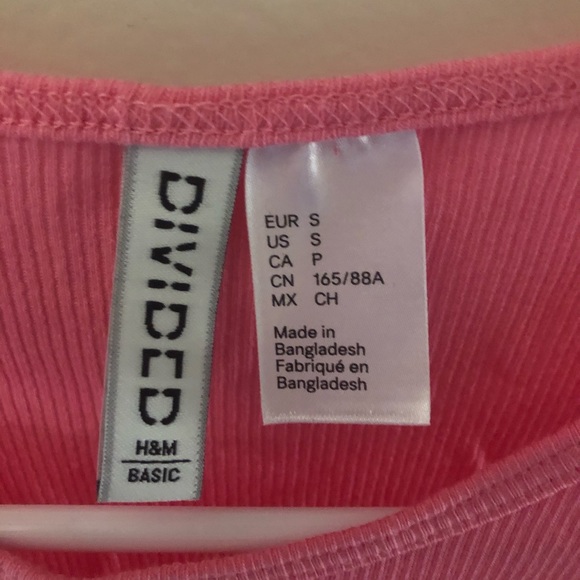 DIVIDED
H&M
BASIC
EUR S
US S
CA P
CN 165/88A
MX CH
Made in
Bangladesh
Fabriqué en
Bangladesh